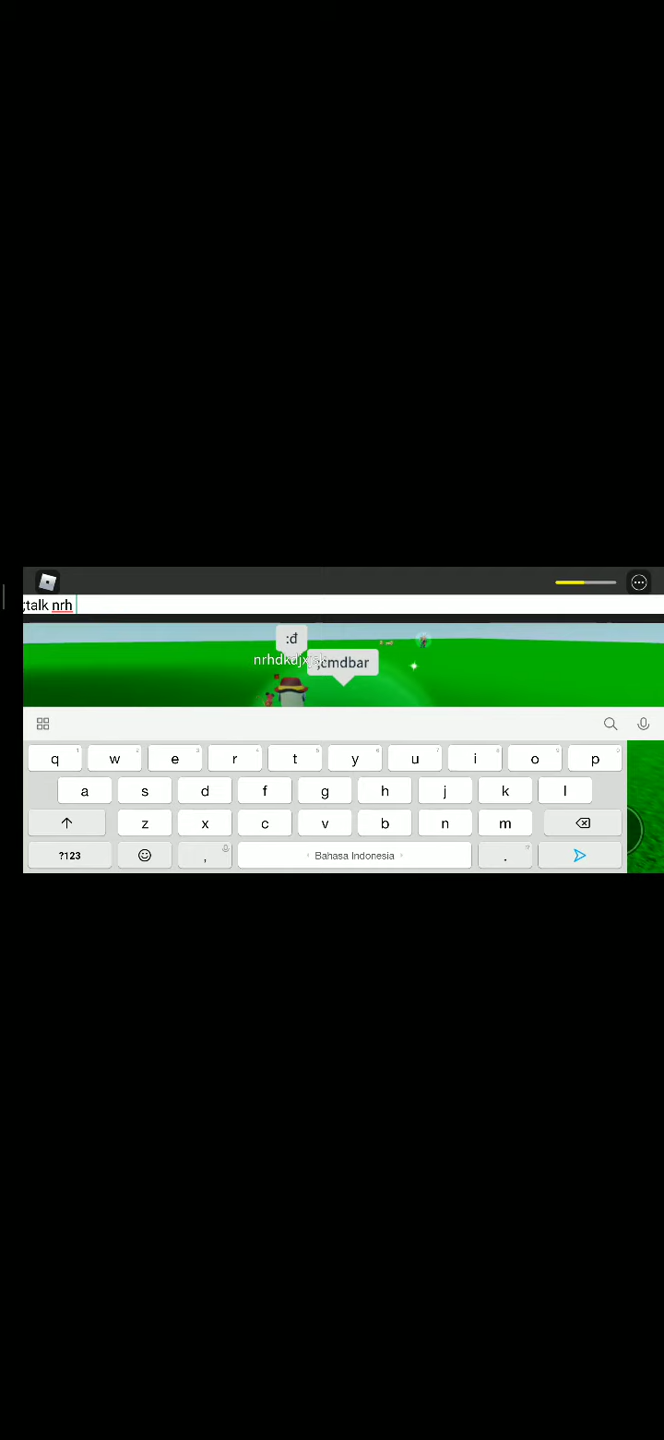 ;talk nrh
:đ
;cmdbar
q w e r t y u i o p
a s d f g h j k l
z x c v b n m
?123 , Bahasa Indonesia .